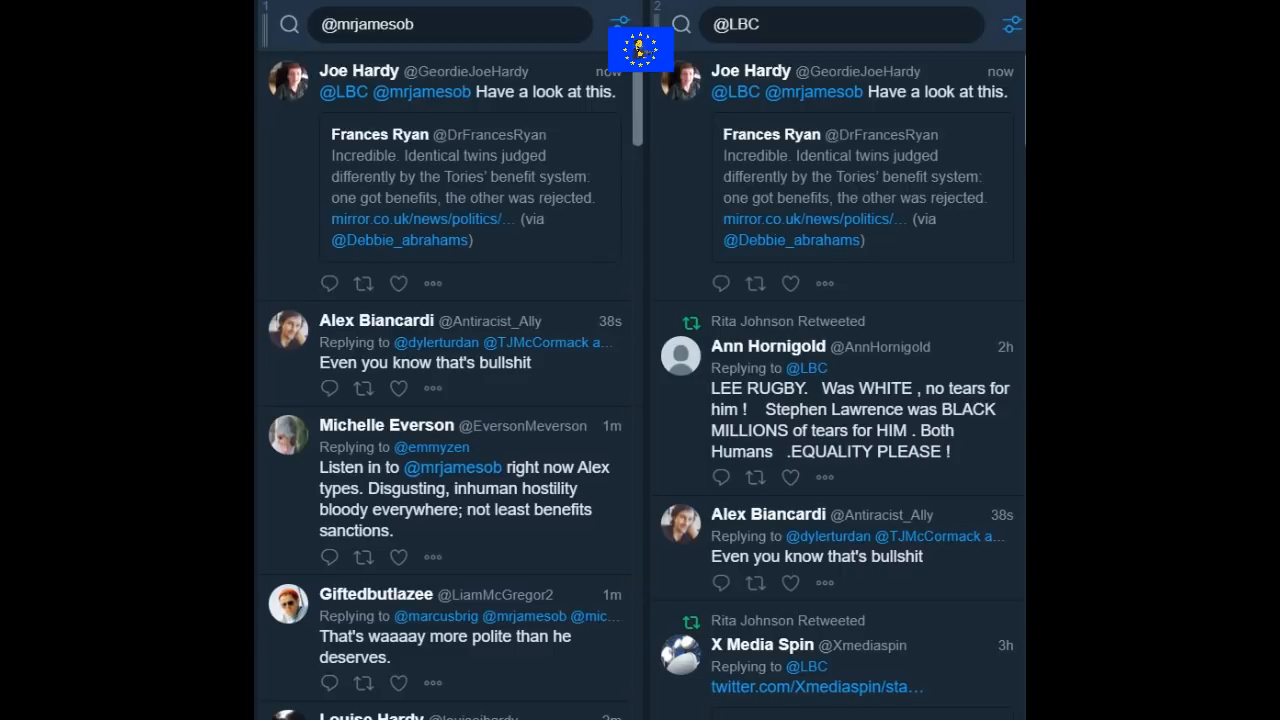 1
@mrjamesob
Joe Hardy @GeordieJoeHardy now
@LBC @mrjamesob Have a look at this.
Frances Ryan @DrFrancesRyan
Incredible. Identical twins judged
differently by the Tories' benefit system:
one got benefits, the other was rejected.
mirror.co.uk/news/politics/… (via
@Debbie_abrahams)
Alex Biancardi @Antiracist_Ally 38s
Replying to @dylerturdan @TJMcCormack a…
Even you know that's bullshit
Michelle Everson @EversonMeverson 1m
Replying to @emmyzen
Listen in to @mrjamesob right now Alex
types. Disgusting, inhuman hostility
bloody everywhere; not least benefits
sanctions.
Giftedbutlazee @LiamMcGregor2 1m
Replying to @marcusbrig @mrjamesob @mic…
That's waaaay more polite than he
deserves.
Louise Hardy @louisejhardy 2m
2
@LBC
Joe Hardy @GeordieJoeHardy now
@LBC @mrjamesob Have a look at this.
Frances Ryan @DrFrancesRyan
Incredible. Identical twins judged
differently by the Tories' benefit system:
one got benefits, the other was rejected.
mirror.co.uk/news/politics/… (via
@Debbie_abrahams)
Rita Johnson Retweeted
Ann Hornigold @AnnHornigold 2h
Replying to @LBC
LEE RUGBY. Was WHITE , no tears for
him ! Stephen Lawrence was BLACK
MILLIONS of tears for HIM . Both
Humans .EQUALITY PLEASE !
Alex Biancardi @Antiracist_Ally 38s
Replying to @dylerturdan @TJMcCormack a…
Even you know that's bullshit
Rita Johnson Retweeted
X Media Spin @Xmediaspin 3h
Replying to @LBC
twitter.com/Xmediaspin/sta…